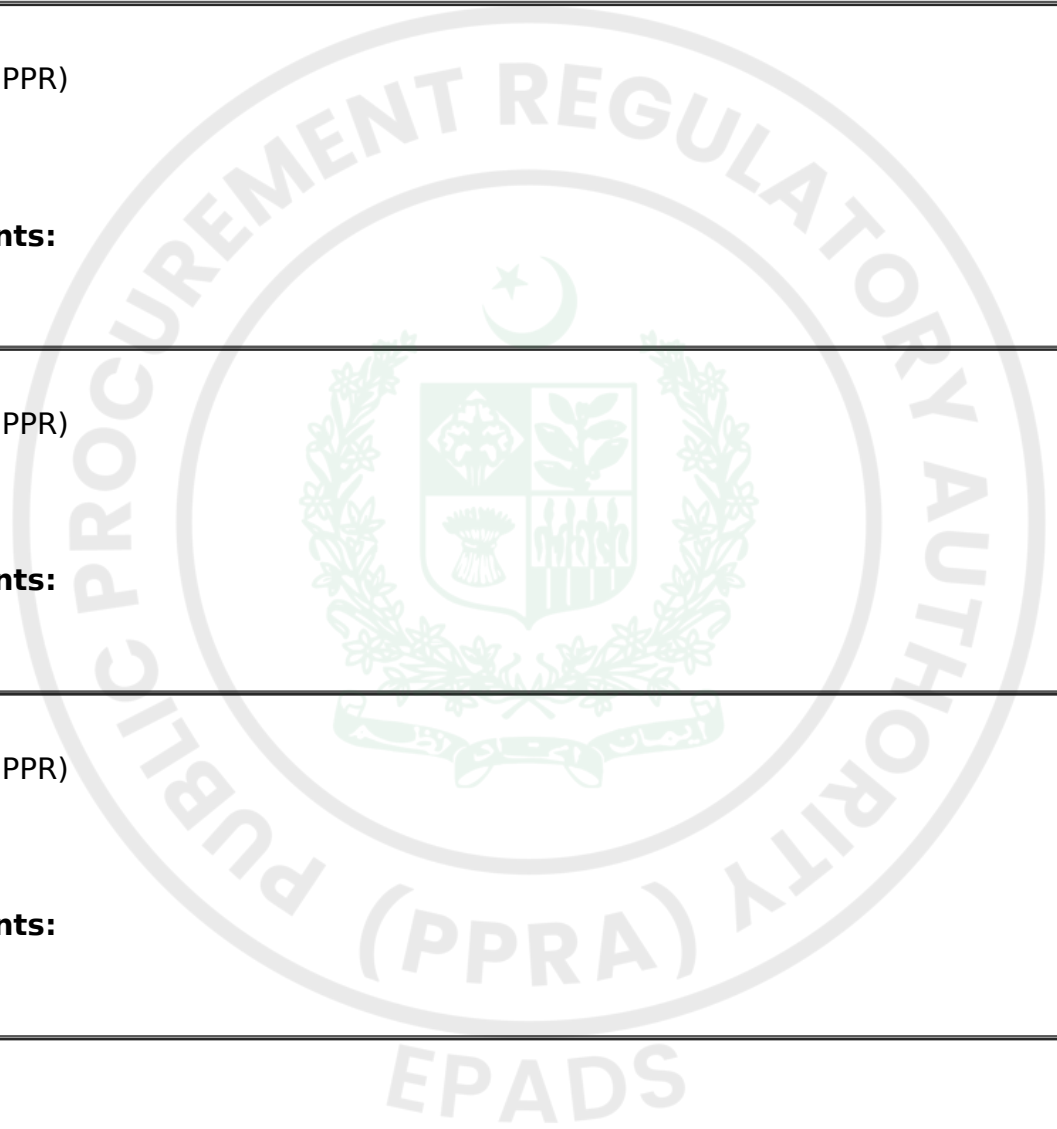 PPR)
nts:
PPR)
nts:
PPR)
nts:
PUBLIC PROCUREMENT REGULATORY AUTHORITY
(PPRA)
EPADS